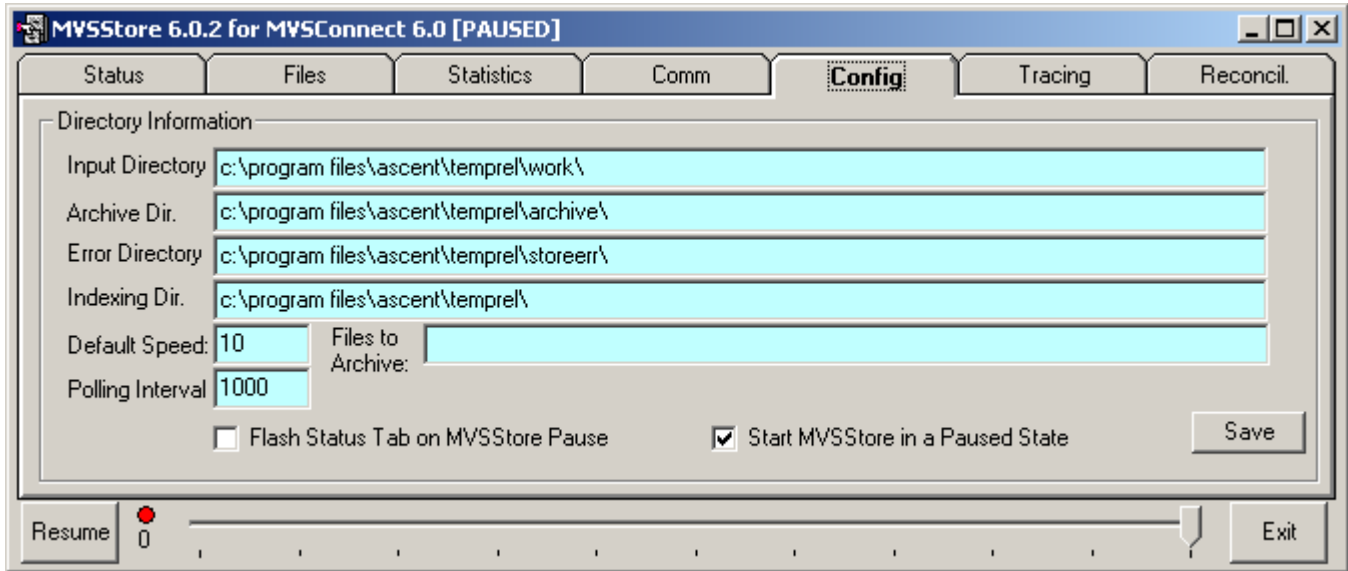 MVSStore 6.0.2 for MVSConnect 6.0 [PAUSED]
Status Files Statistics Comm Config Tracing Reconcil.
Directory Information
Input Directory c:\program files\ascent\temprel\work\
Archive Dir. c:\program files\ascent\temprel\archive\
Error Directory c:\program files\ascent\temprel\storeerr\
Indexing Dir. c:\program files\ascent\temprel\
Default Speed: 10 Files to
Archive:
Polling Interval 1000
Flash Status Tab on MVSStore Pause Start MVSStore in a Paused State Save
Resume 0 Exit